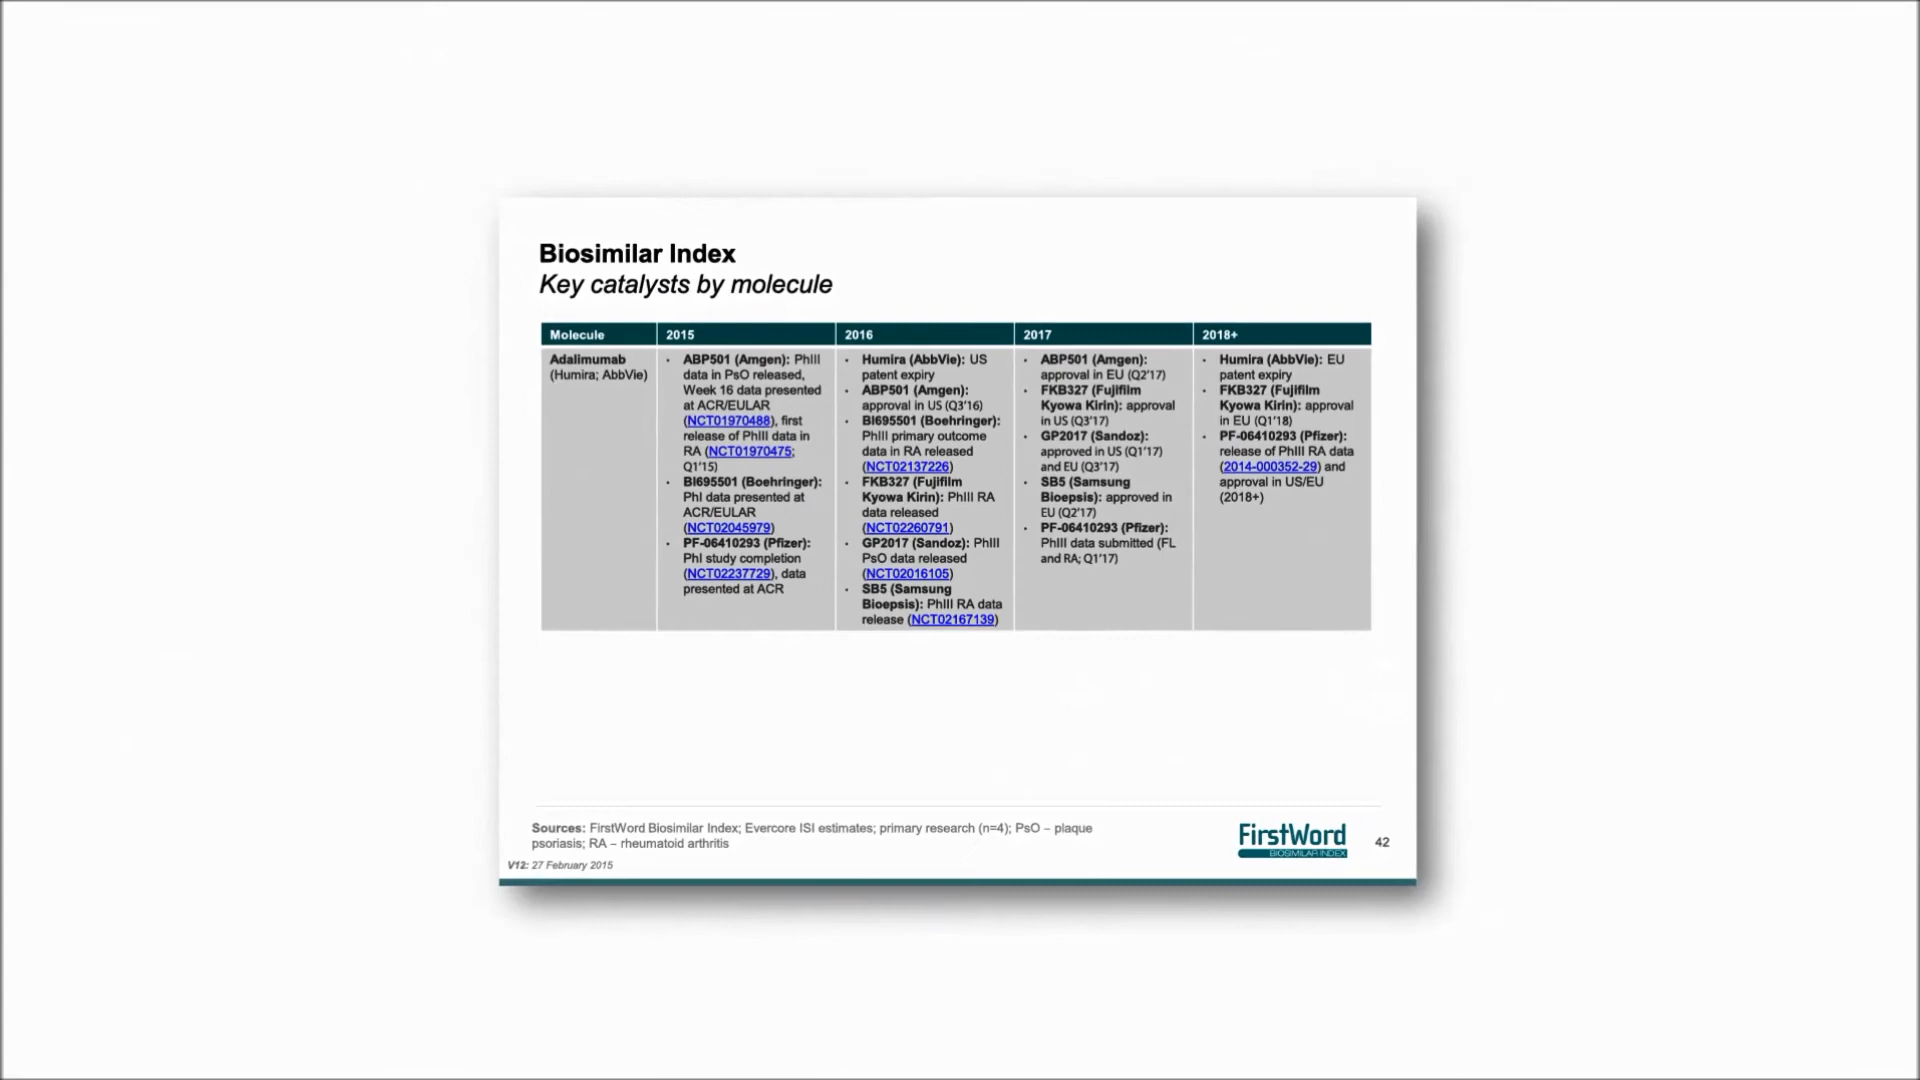 Biosimilar Index
Key catalysts by molecule
Molecule
2015
2016
2017
2018+
Adalimumab
(Humira; AbbVie)
• ABP501 (Amgen): PhIII
data in PsO released,
Week 16 data presented
at ACR/EULAR
(NCT01970488), first
release of PhIII data in
RA (NCT01970475;
Q1'15)
• BI695501 (Boehringer):
PhI data presented at
ACR/EULAR
(NCT02045979)
• PF-06410293 (Pfizer):
PhI study completion
(NCT02237729), data
presented at ACR
• Humira (AbbVie): US
patent expiry
• ABP501 (Amgen):
approval in US (Q3'16)
• BI695501 (Boehringer):
PhIII primary outcome
data in RA released
(NCT02137226)
• FKB327 (Fujifilm
Kyowa Kirin): PhIII RA
data released
(NCT02260791)
• GP2017 (Sandoz): PhIII
PsO data released
(NCT02016105)
• SB5 (Samsung
Bioepsis): PhIII RA data
release (NCT02167139)
• ABP501 (Amgen):
approval in EU (Q2'17)
• FKB327 (Fujifilm
Kyowa Kirin): approval
in US (Q3'17)
• GP2017 (Sandoz):
approved in US (Q1'17)
and EU (Q3'17)
• SB5 (Samsung
Bioepsis): approved in
EU (Q2'17)
• PF-06410293 (Pfizer):
PhIII data submitted (FL
and RA; Q1'17)
• Humira (AbbVie): EU
patent expiry
• FKB327 (Fujifilm
Kyowa Kirin): approval
in EU (Q1'18)
• PF-06410293 (Pfizer):
release of PhIII RA data
(2014-000352-29) and
approval in US/EU
(2018+)
Sources: FirstWord Biosimilar Index; Evercore ISI estimates; primary research (n=4); PsO – plaque
psoriasis; RA – rheumatoid arthritis
FirstWord
BIOSIMILAR INDEX
42
V12: 27 February 2015